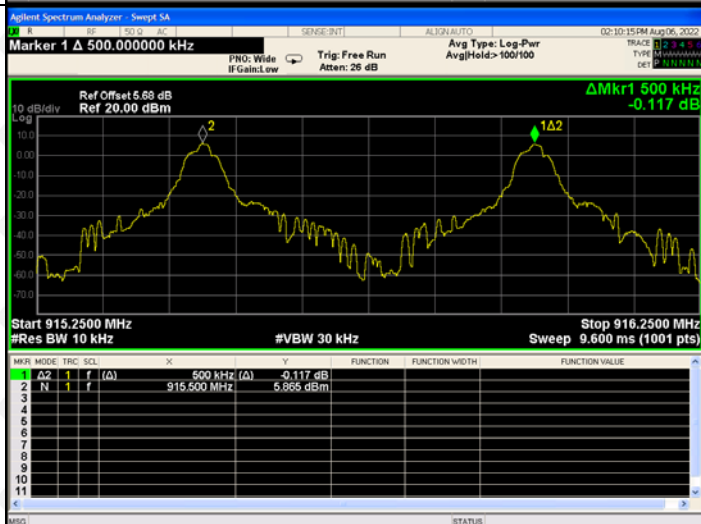 Agilent Spectrum Analyzer - Swept SA
R RF 50 Ω AC SENSE:INT ALIGN AUTO 02:10:15 PM Aug 06, 2022
Marker 1 Δ 500.000000 kHz
PNO: Wide Trig: Free Run Avg Type: Log-Pwr TRACE 1 2 3 4 5 6
IFGain:Low Atten: 26 dB Avg|Hold:>100/100 TYPE M
DET P N N N N N
Ref Offset 5.68 dB ΔMkr1 500 kHz
10 dB/div Ref 20.00 dBm -0.117 dB
Log
10.0
0.00
-10.0
-20.0
-30.0
-40.0
-50.0
-60.0
-70.0
2
1Δ2
Start 915.2500 MHz Stop 916.2500 MHz
#Res BW 10 kHz #VBW 30 kHz Sweep 9.600 ms (1001 pts)
MKR MODE TRC SCL X Y FUNCTION FUNCTION WIDTH FUNCTION VALUE
1 Δ2 1 f (Δ) 500 kHz (Δ) -0.117 dB
2 N 1 f 915.500 MHz 5.865 dBm
3
4
5
6
7
8
9
10
11
MSG STATUS